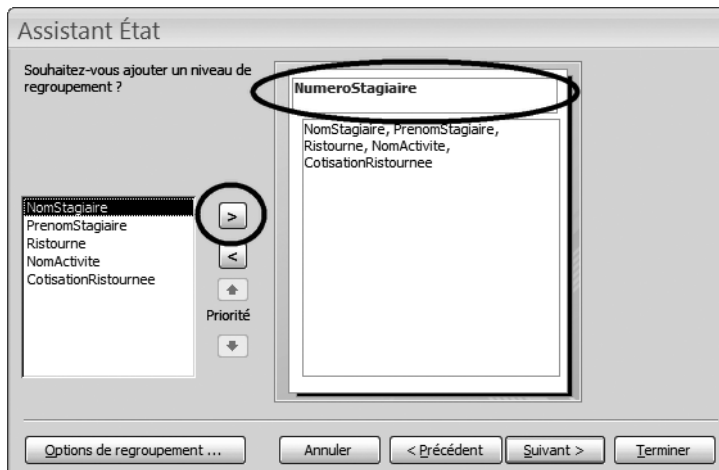 Assistant État
Souhaitez-vous ajouter un niveau de
regroupement ?
NumeroStagiaire
NomStagiaire, PrenomStagiaire,
Ristourne, NomActivite,
CotisationRistournee
NomStagiaire
PrenomStagiaire
Ristourne
NomActivite
CotisationRistournee
>
<
Priorité
Options de regroupement ...
Annuler
< Précédent
Suivant >
Terminer